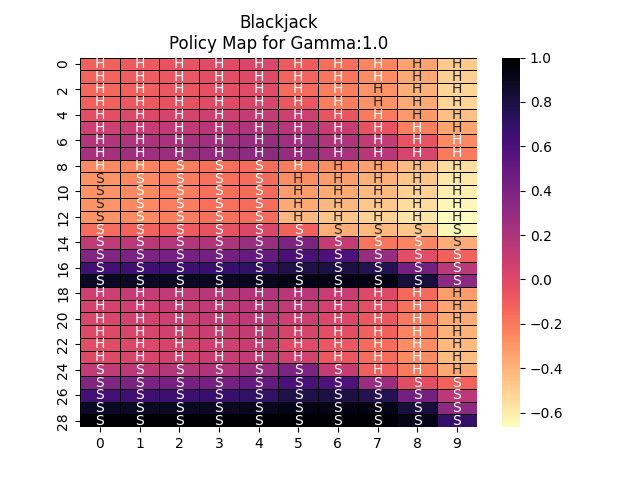 Blackjack
Policy Map for Gamma:1.0
0 H H H H H H H H H H
H H H H H H H H H H
2 H H H H H H H H H H
H H H H H H H H H H
4 H H H H H H H H H H
H H H H H H H H H H
6 H H H H H H H H H H
H H H H H H H H H H
8 H H S S S H H H H H
S S S S S H H H H H
10 S S S S S H H H H H
S S S S S H H H H H
12 S S S S S H H H H H
S S S S S S S S S S
14 S S S S S S S S S S
S S S S S S S S S S
16 S S S S S S S S S S
S S S S S S S S S S
18 H H H H H H H H H H
H H H H H H H H H H
20 H H H H H H H H H H
H H H H H H H H H H
22 H H H H H H H H H H
H H H H H H H H H H
24 S S S S S S S H H H
S S S S S S S S S S
26 S S S S S S S S S S
S S S S S S S S S S
28 S S S S S S S S S S
0 1 2 3 4 5 6 7 8 9
1.0
0.8
0.6
0.4
0.2
0.0
−0.2
−0.4
−0.6